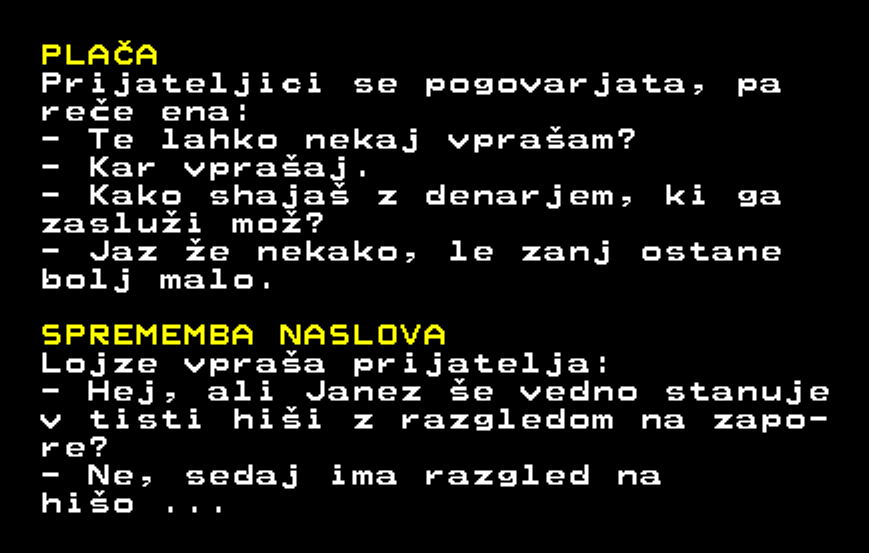 PLAČA
Prijateljici se pogovarjata, pa
reče ena:
- Te lahko nekaj vprašam?
- Kar vprašaj.
- Kako shajaš z denarjem, ki ga
zasluži mož?
- Jaz že nekako, le zanj ostane
bolj malo.
SPREMEMBA NASLOVA
Lojze vpraša prijatelja:
- Hej, ali Janez še vedno stanuje
v tisti hiši z razgledom na zapo-
re?
- Ne, sedaj ima razgled na
hišo ...